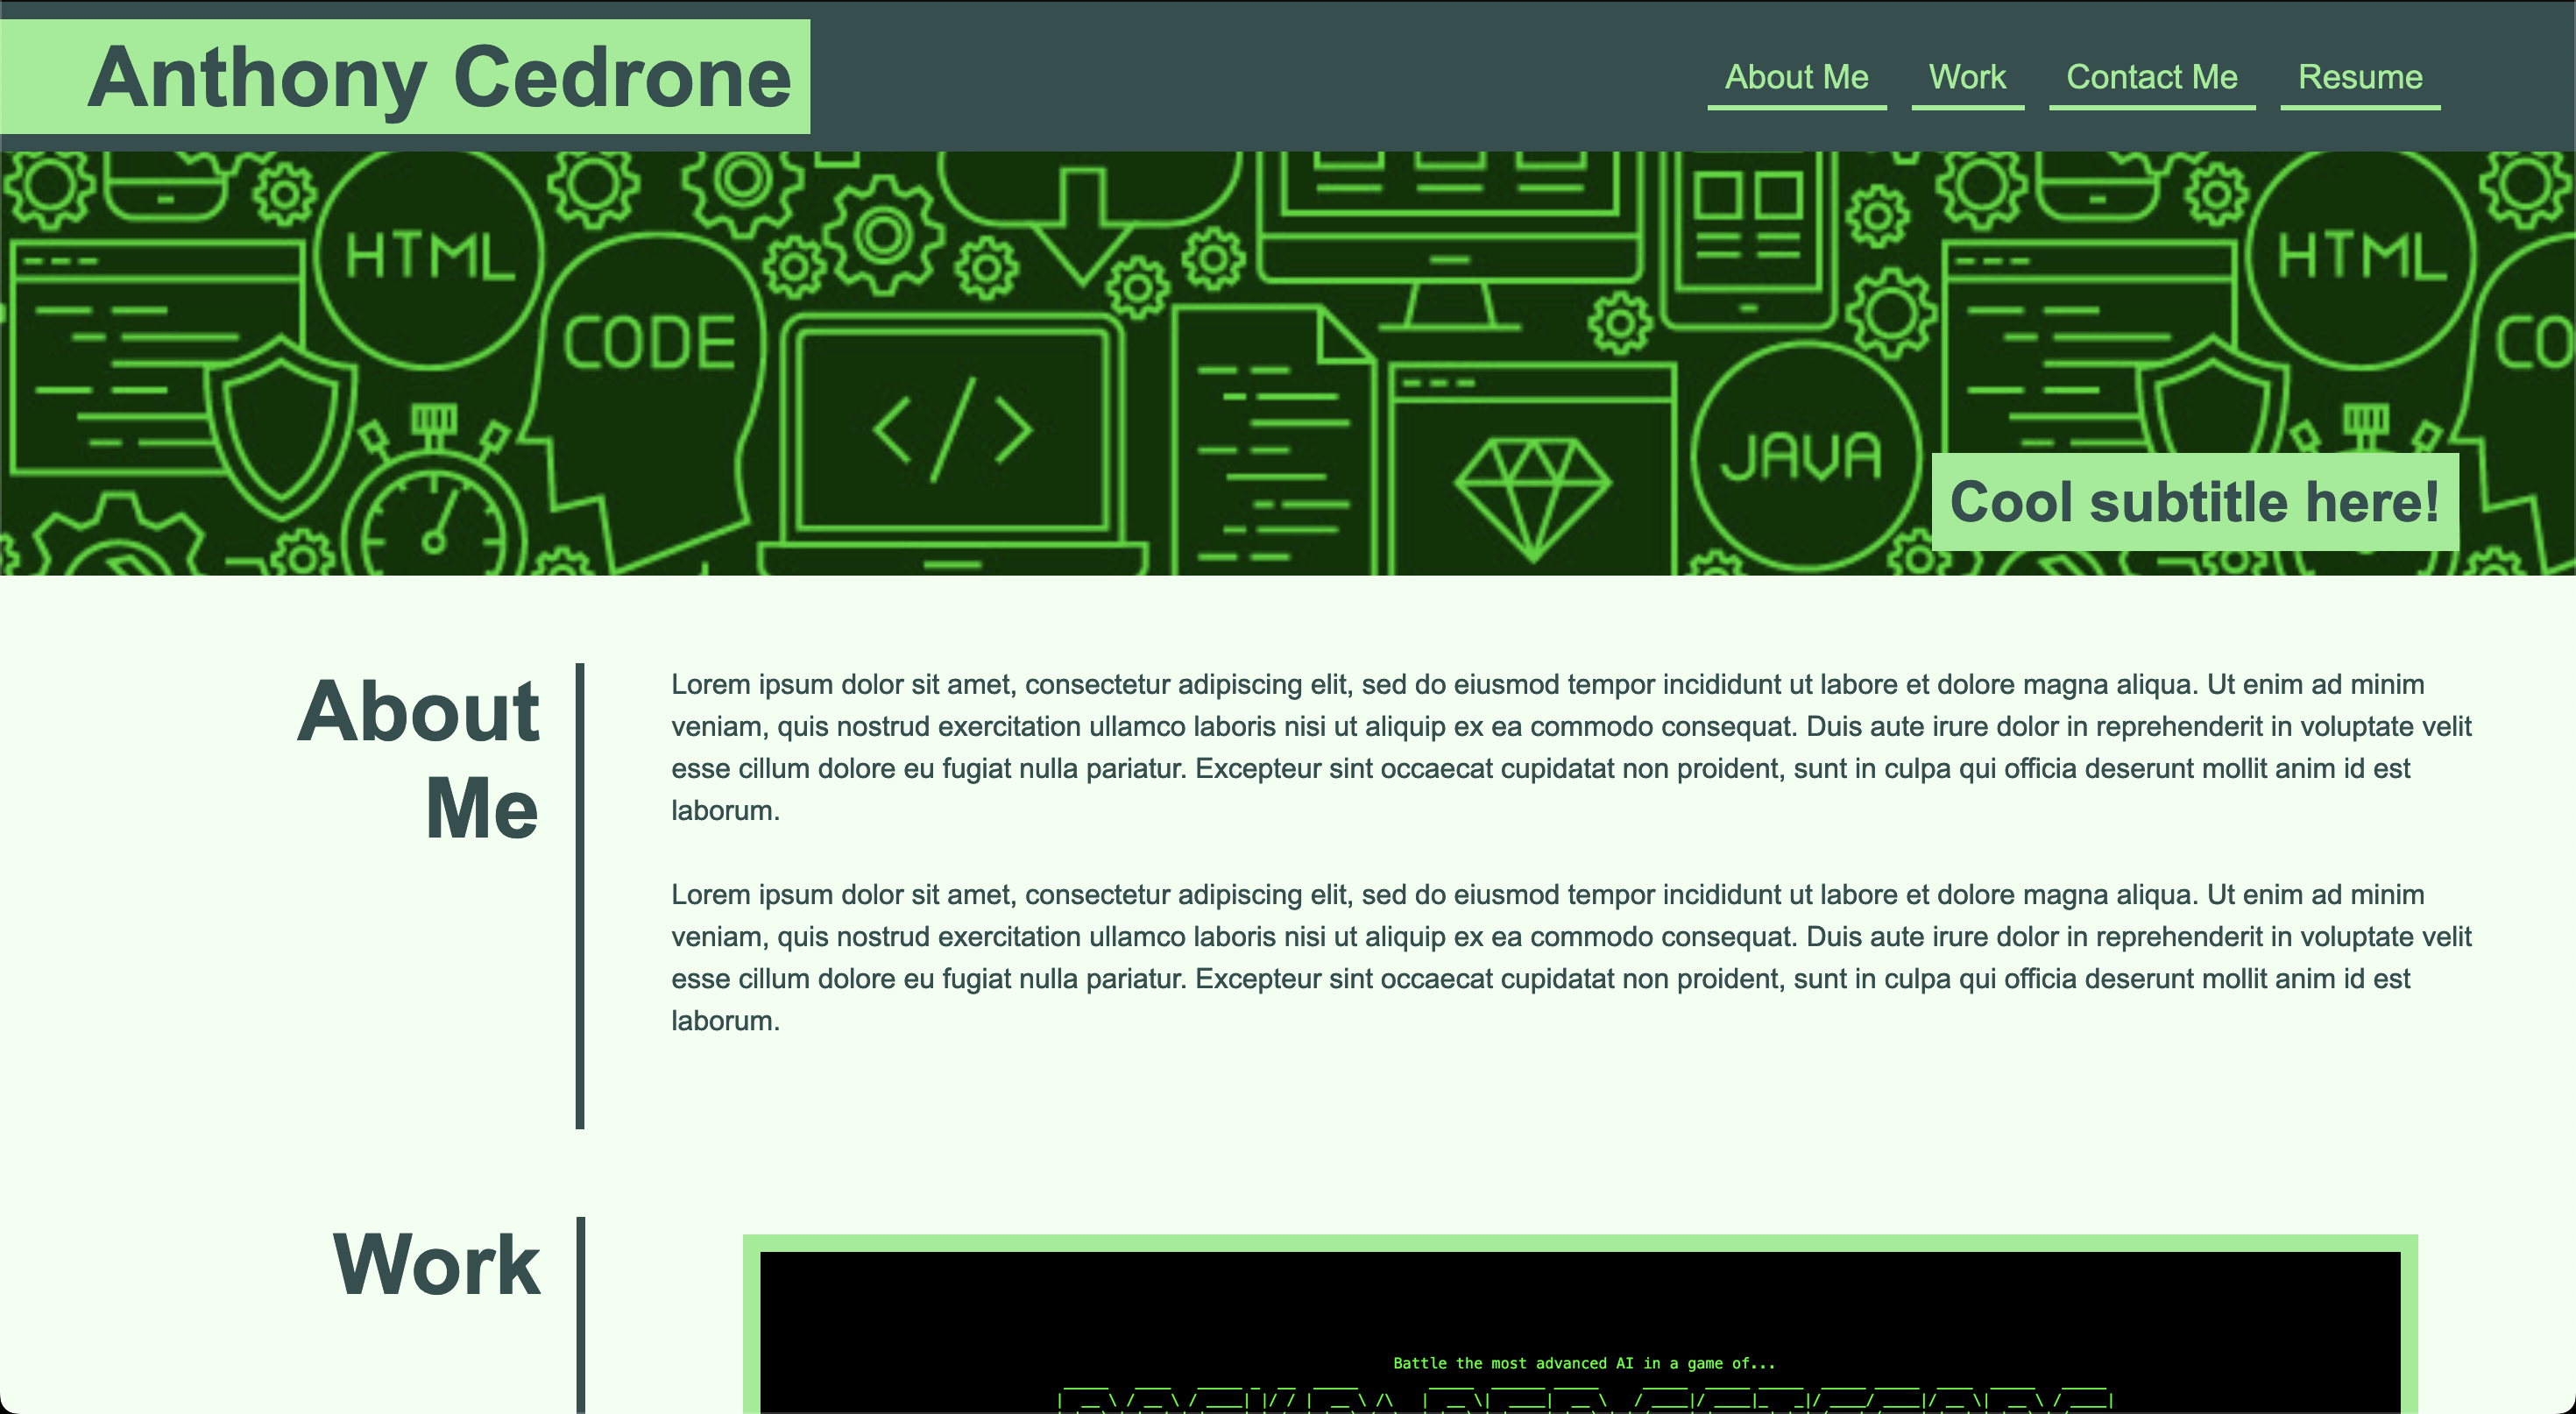 Anthony Cedrone
About Me Work Contact Me Resume
HTML
HTML
CODE
CO
</>
JAVA
Cool subtitle here!
About
Me
Lorem ipsum dolor sit amet, consectetur adipiscing elit, sed do eiusmod tempor incididunt ut labore et dolore magna aliqua. Ut enim ad minim
veniam, quis nostrud exercitation ullamco laboris nisi ut aliquip ex ea commodo consequat. Duis aute irure dolor in reprehenderit in voluptate velit
esse cillum dolore eu fugiat nulla pariatur. Excepteur sint occaecat cupidatat non proident, sunt in culpa qui officia deserunt mollit anim id est
laborum.
Lorem ipsum dolor sit amet, consectetur adipiscing elit, sed do eiusmod tempor incididunt ut labore et dolore magna aliqua. Ut enim ad minim
veniam, quis nostrud exercitation ullamco laboris nisi ut aliquip ex ea commodo consequat. Duis aute irure dolor in reprehenderit in voluptate velit
esse cillum dolore eu fugiat nulla pariatur. Excepteur sint occaecat cupidatat non proident, sunt in culpa qui officia deserunt mollit anim id est
laborum.
Work
Battle the most advanced AI in a game of...